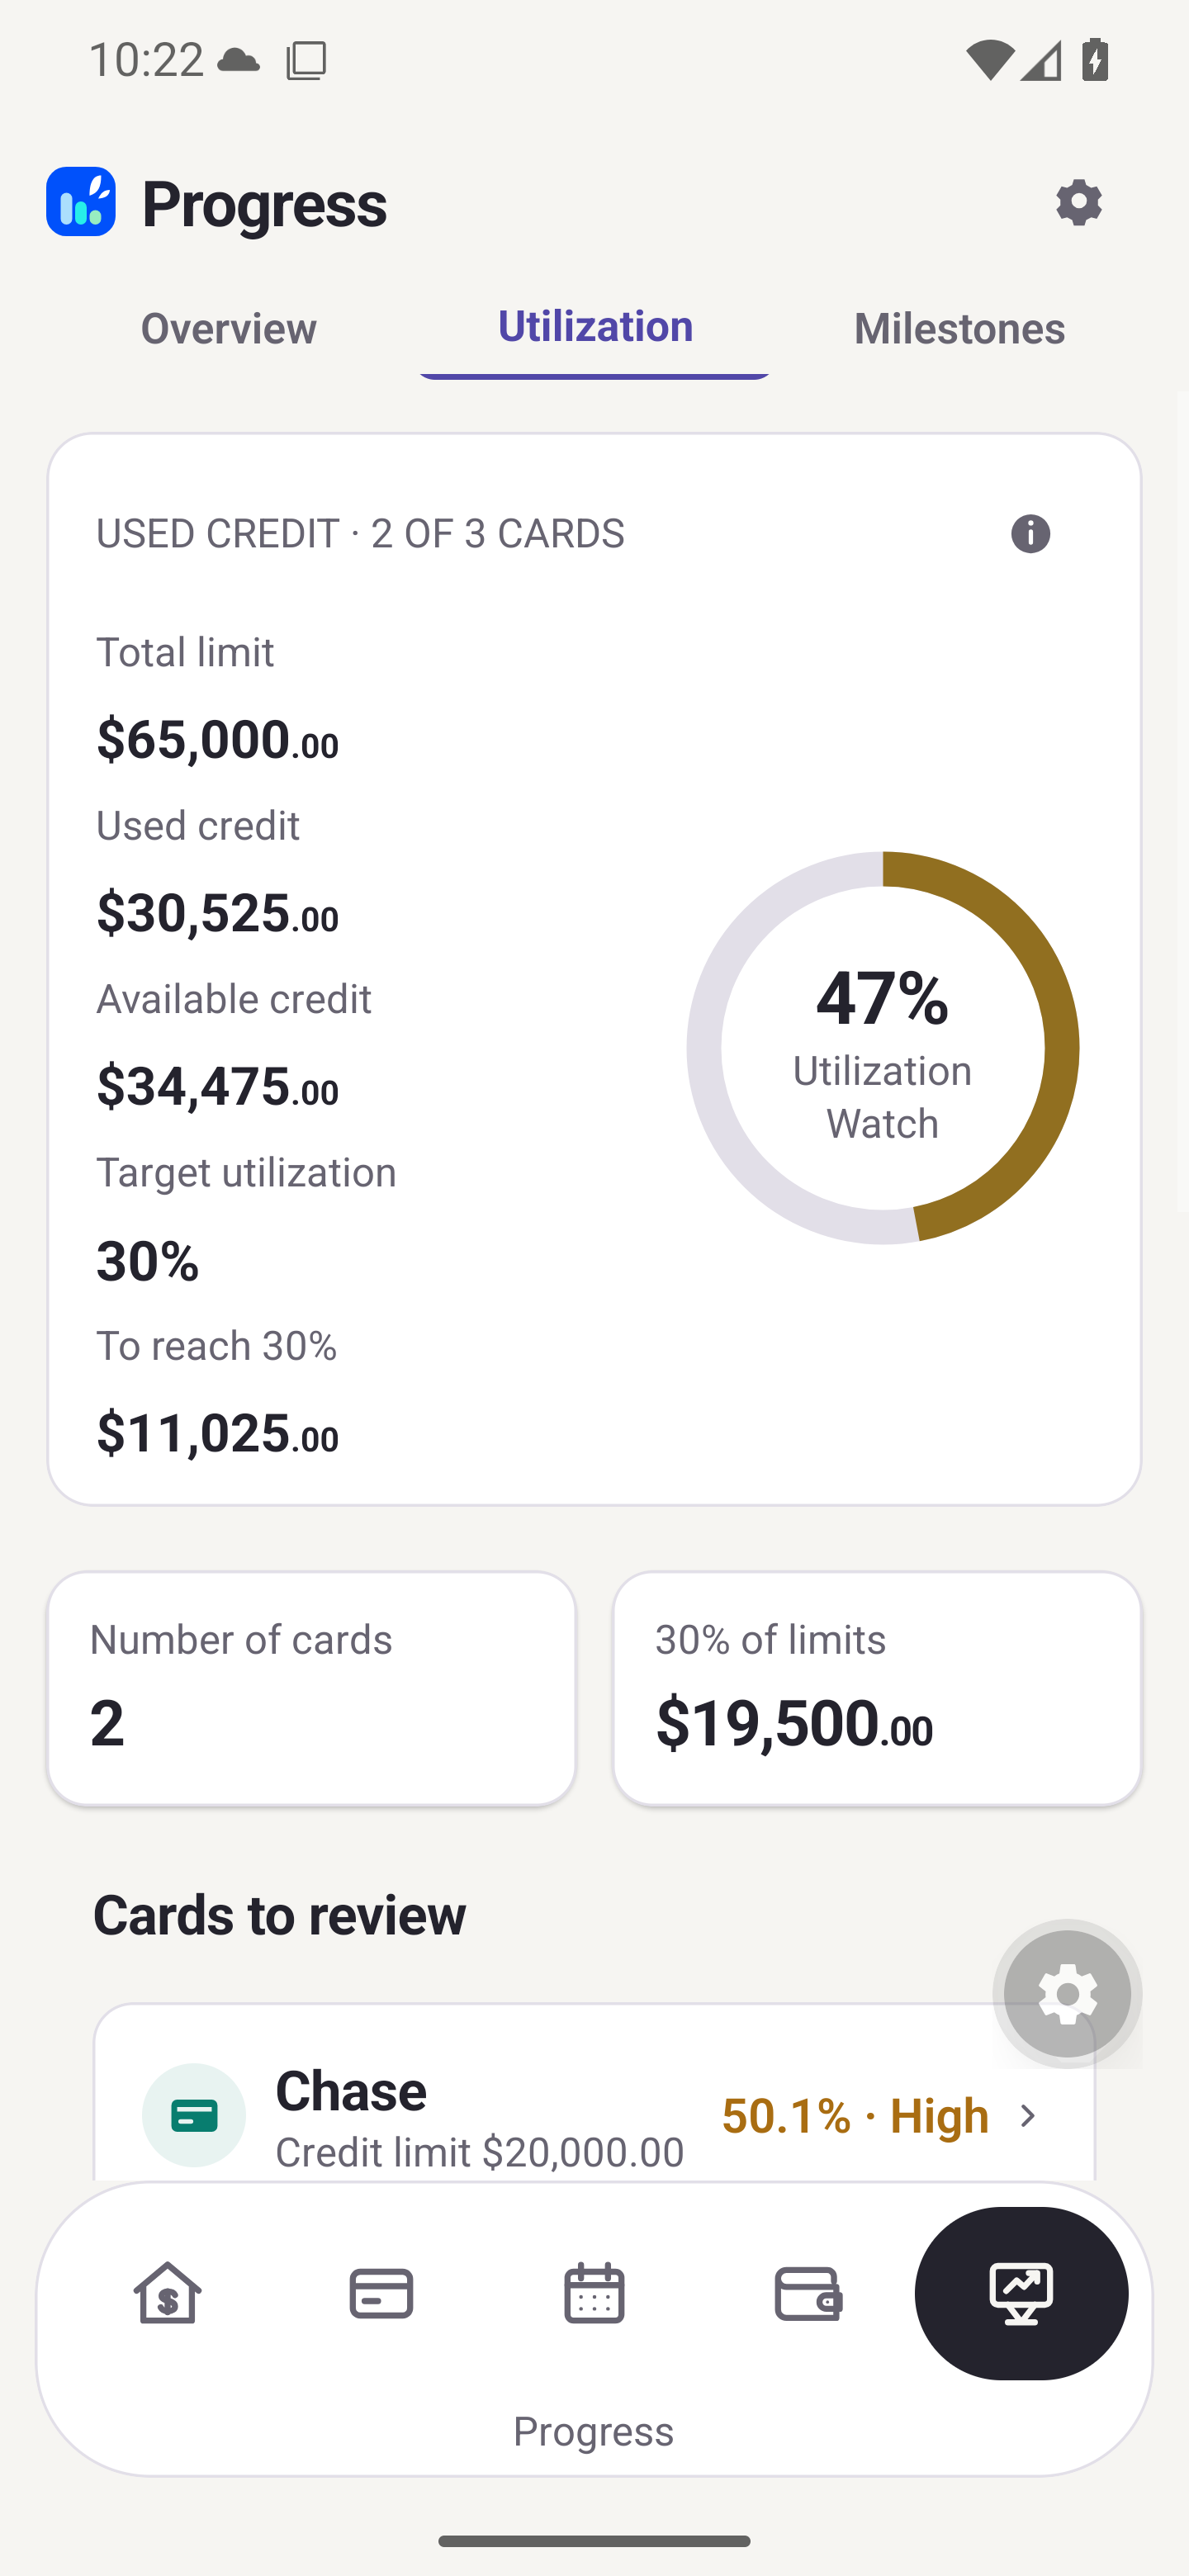 10:22
Progress
Overview
Utilization
Milestones
USED CREDIT · 2 OF 3 CARDS
Total limit
$65,000.00
Used credit
$30,525.00
Available credit
$34,475.00
Target utilization
30%
To reach 30%
$11,025.00
47%
Utilization
Watch
Number of cards
2
30% of limits
$19,500.00
Cards to review
Chase
Credit limit $20,000.00
50.1% · High
Progress